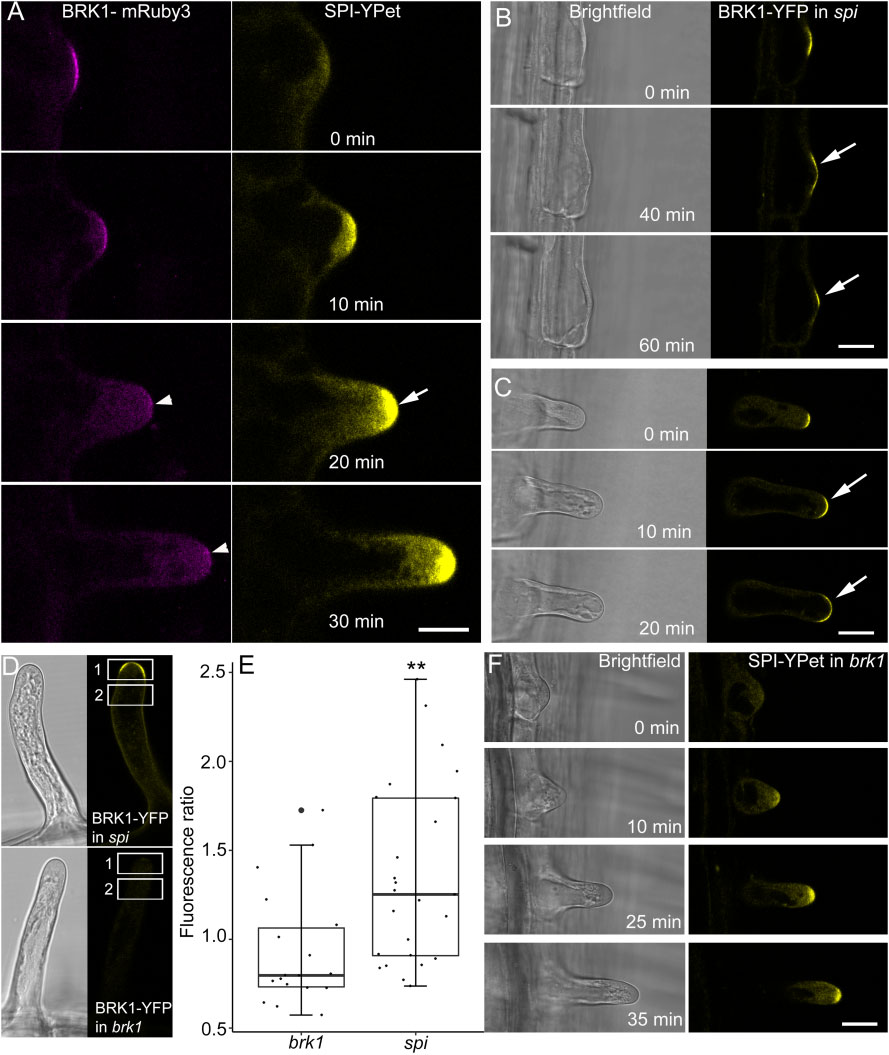 A
BRK1- mRuby3
SPI-YPet
0 min
10 min
20 min
30 min
B
Brightfield
BRK1-YFP in spi
0 min
40 min
60 min
C
0 min
10 min
20 min
D
1
2
BRK1-YFP
in spi
1
2
BRK1-YFP
in brk1
E
**
Fluorescence ratio
2.5
2.0
1.5
1.0
0.5
brk1
spi
F
Brightfield
SPI-YPet in brk1
0 min
10 min
25 min
35 min